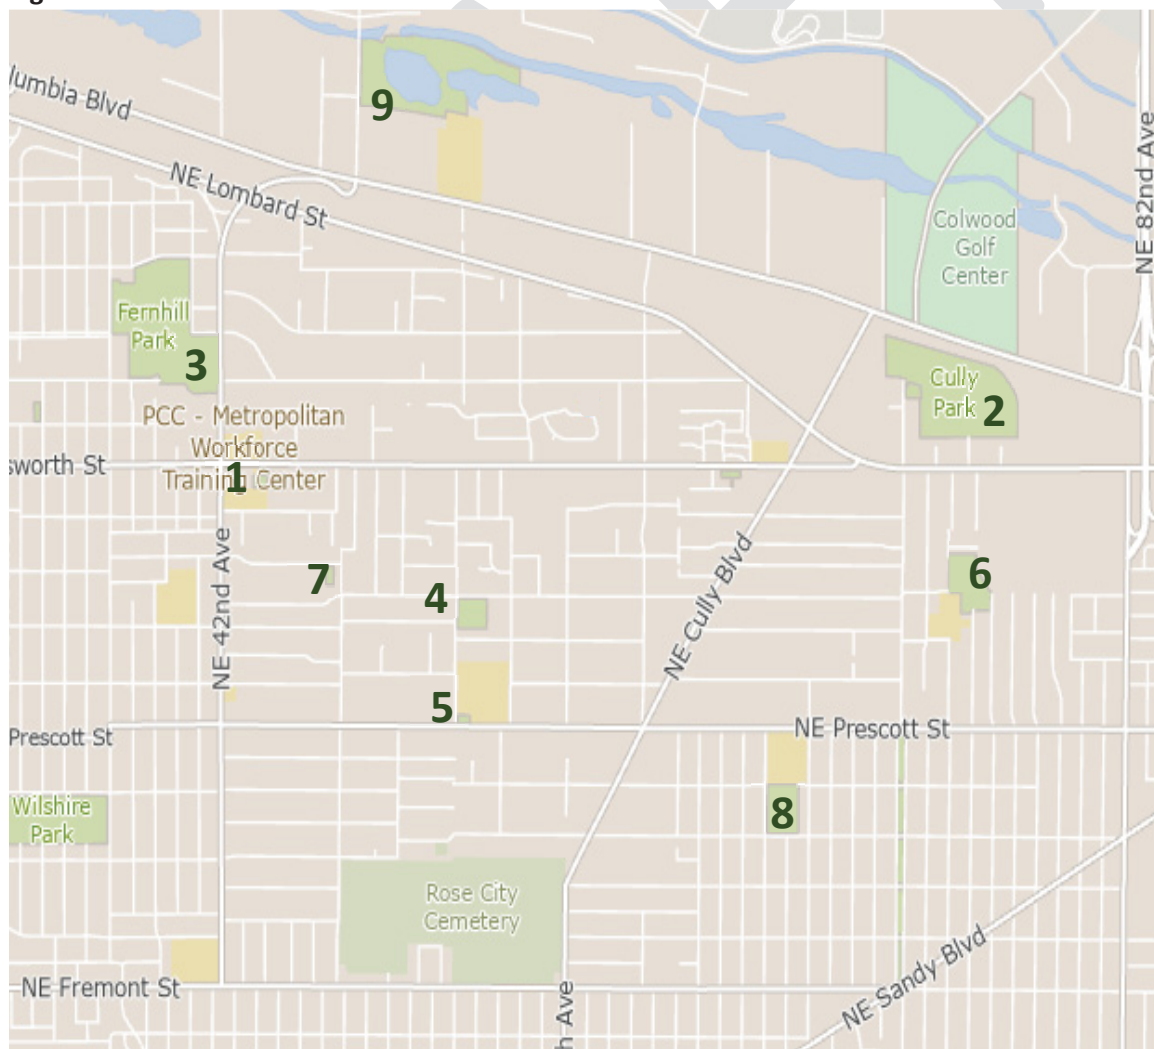 9
lumbia Blvd
NE Lombard St
NE 82nd Ave
Colwood
Golf
Center
Fernhill
Park
3
Cully
Park
2
PCC - Metropolitan
Workforce
Training Center
1
sworth St
NE 42nd Ave
NE Cully Blvd
7
4
6
5
Prescott St
NE Prescott St
Wilshire
Park
8
Rose City
Cemetery
NE Fremont St
NE Sandy Blvd
h Ave